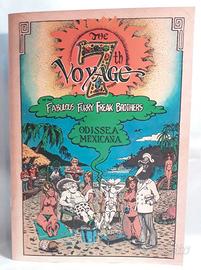 THE
7th
VOYAGE
FABULOUS FURRY FREAK BROTHERS
ODISSEA
MEXICANA